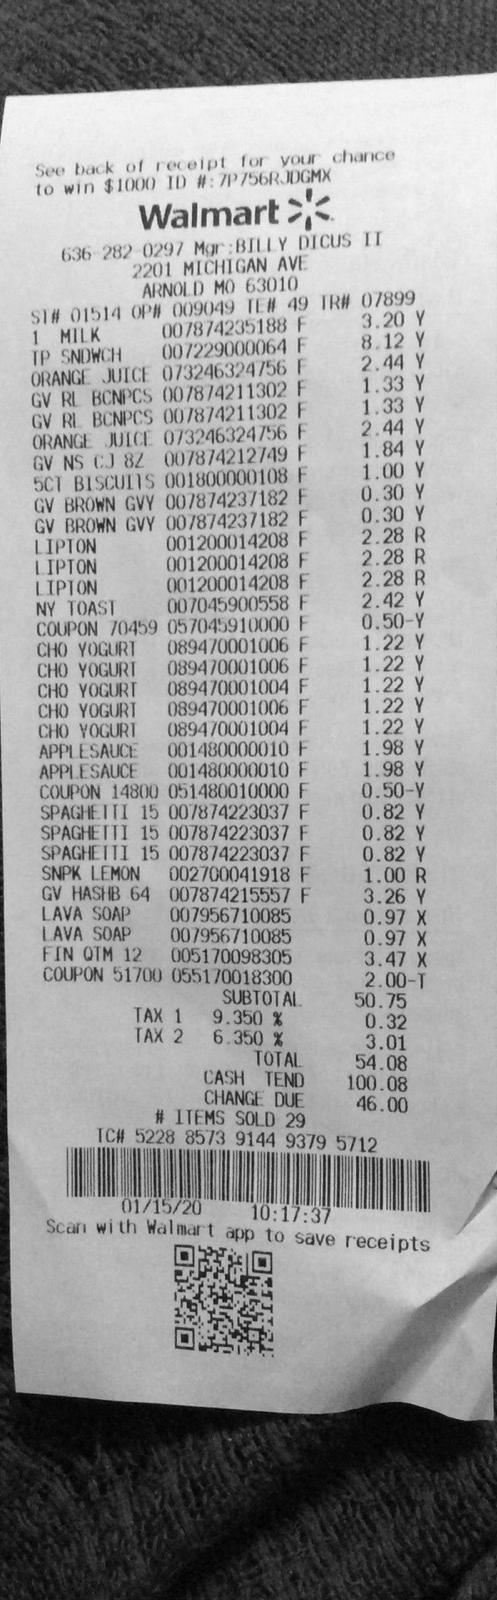 See back of receipt for your chance
to win $1000 ID #:7P756RJDGMX
Walmart
636-282-0297 Mgr:BILLY DICUS II
2201 MICHIGAN AVE
ARNOLD MO 63010
ST# 01514 OP# 009049 TE# 49 TR# 07899
1 MILK 007874235188 F 3.20 Y
TP SNDWCH 007229000064 F 8.12 Y
ORANGE JUICE 073246324756 F 2.44 Y
GV RL BCNPCS 007874211302 F 1.33 Y
GV RL BCNPCS 007874211302 F 1.33 Y
ORANGE JUICE 073246324756 F 2.44 Y
GV NS CJ 8Z 007874212749 F 1.84 Y
5CT BISCUITS 001800000108 F 1.00 Y
GV BROWN GVY 007874237182 F 0.30 Y
GV BROWN GVY 007874237182 F 0.30 Y
LIPTON 001200014208 F 2.28 R
LIPTON 001200014208 F 2.28 R
LIPTON 001200014208 F 2.28 R
NY TOAST 007045900558 F 2.42 Y
COUPON 70459 057045910000 F 0.50-Y
CHO YOGURT 089470001006 F 1.22 Y
CHO YOGURT 089470001006 F 1.22 Y
CHO YOGURT 089470001004 F 1.22 Y
CHO YOGURT 089470001006 F 1.22 Y
CHO YOGURT 089470001004 F 1.22 Y
APPLESAUCE 001480000010 F 1.98 Y
APPLESAUCE 001480000010 F 1.98 Y
COUPON 14800 051480010000 F 0.50-Y
SPAGHETTI 15 007874223037 F 0.82 Y
SPAGHETTI 15 007874223037 F 0.82 Y
SPAGHETTI 15 007874223037 F 0.82 Y
SNPK LEMON 002700041918 F 1.00 R
GV HASHB 64 007874215557 F 3.26 Y
LAVA SOAP 007956710085 0.97 X
LAVA SOAP 007956710085 0.97 X
FIN QTM 12 005170098305 3.47 X
COUPON 51700 055170018300 2.00-T
SUBTOTAL 50.75
TAX 1 9.350 % 0.32
TAX 2 6.350 % 3.01
TOTAL 54.08
CASH TEND 100.08
CHANGE DUE 46.00
# ITEMS SOLD 29
TC# 5228 8573 9144 9379 5712
01/15/20 10:17:37
Scan with Walmart app to save receipts